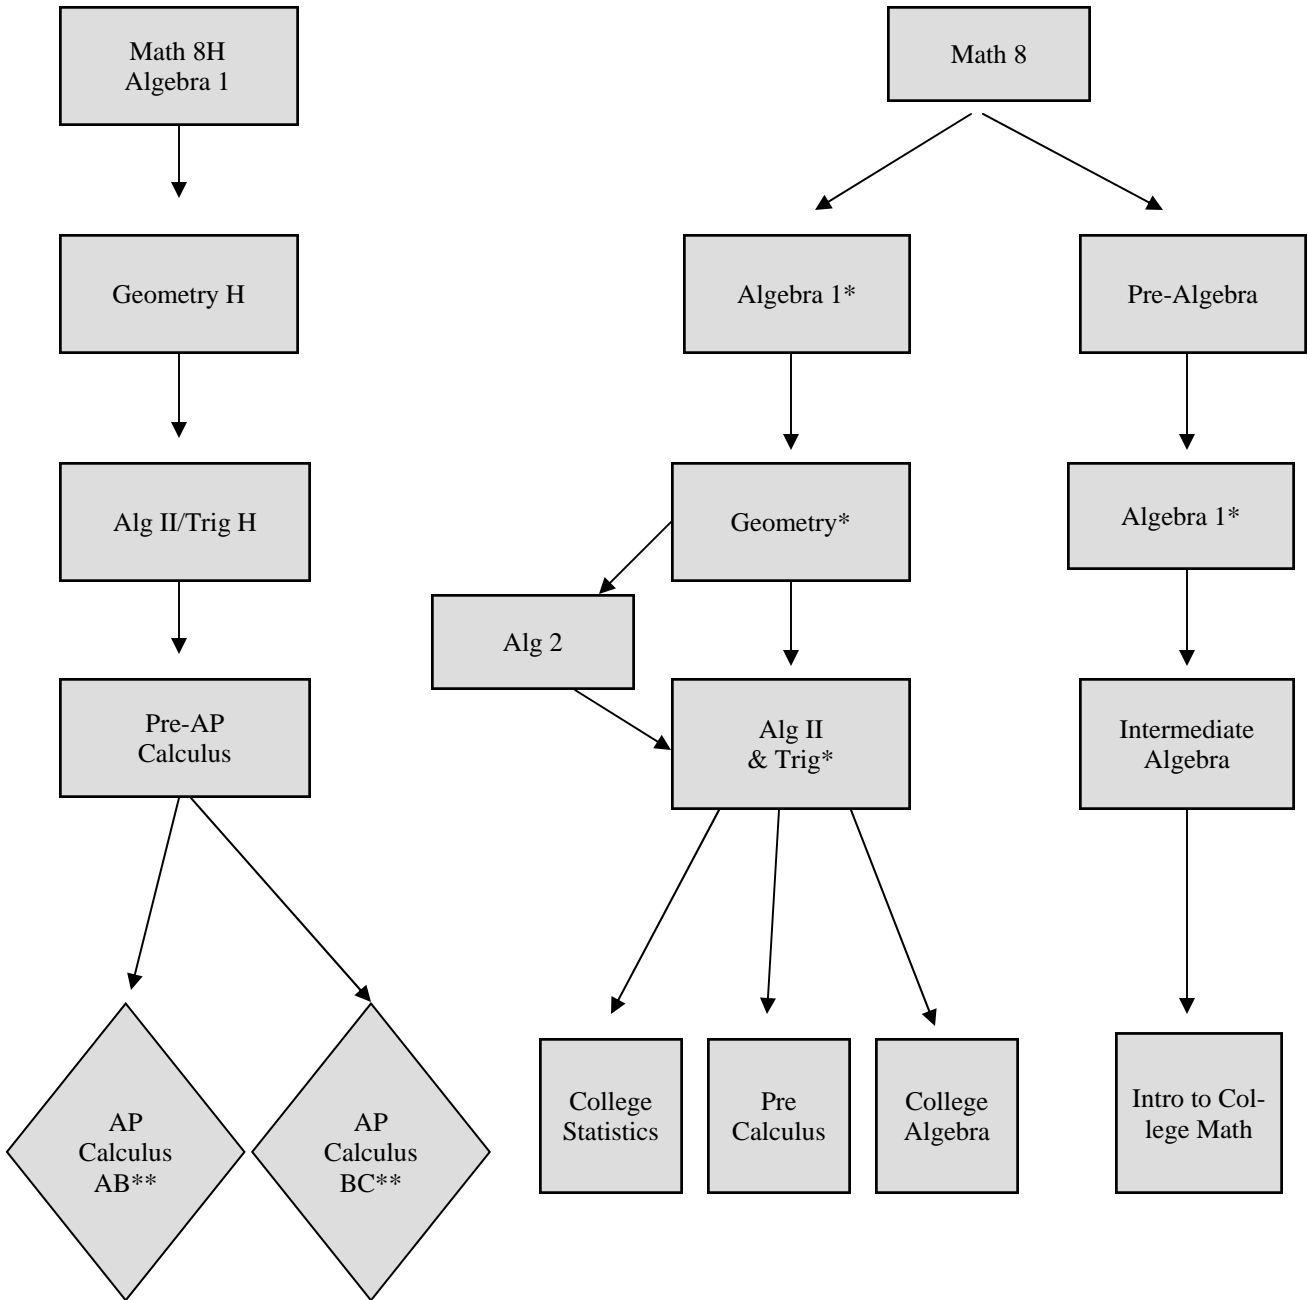 Math 8H
Algebra 1
Math 8
Geometry H
Algebra 1*
Pre-Algebra
Alg II/Trig H
Geometry*
Algebra 1*
Alg 2
Pre-AP
Calculus
Alg II
& Trig*
Intermediate
Algebra
AP
Calculus
AB**
AP
Calculus
BC**
College
Statistics
Pre
Calculus
College
Algebra
Intro to Col-
lege Math